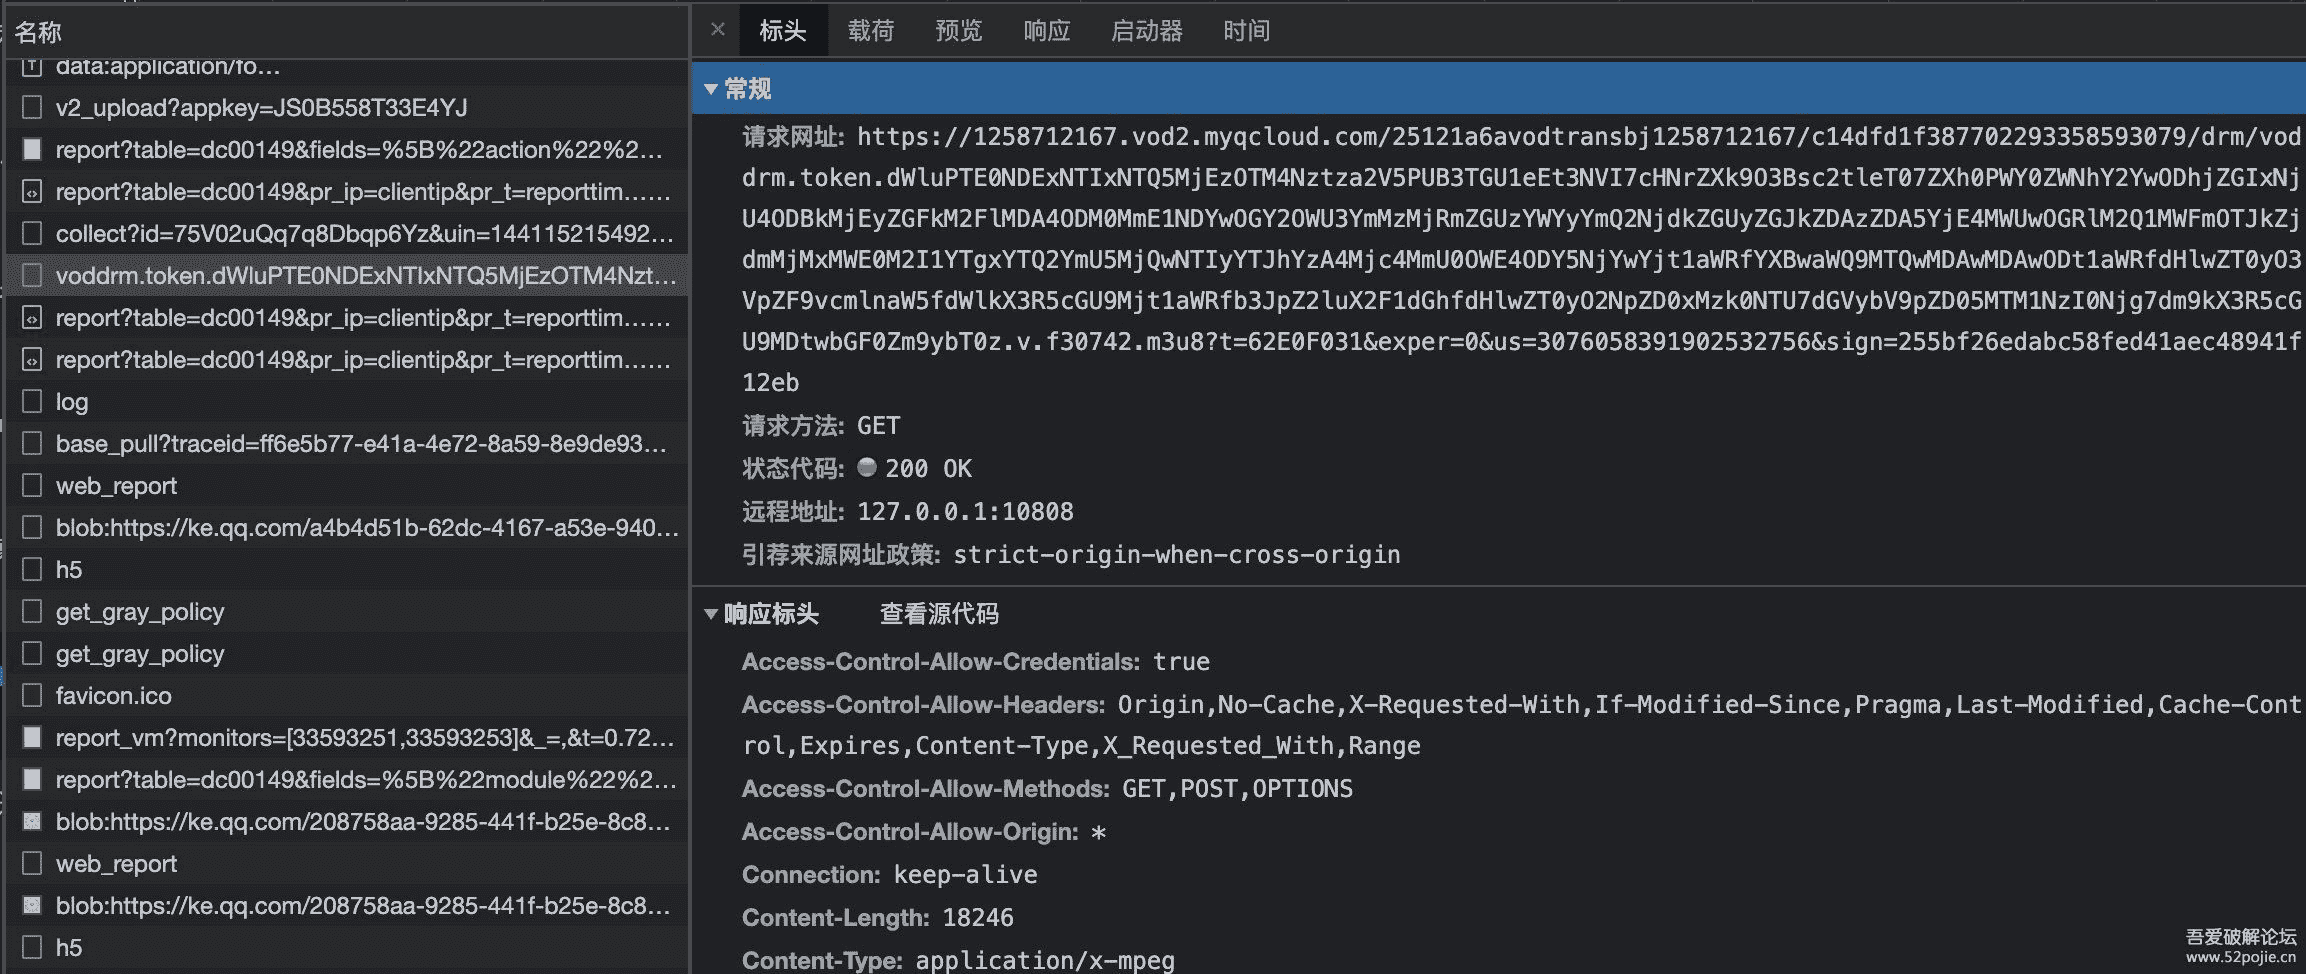 名称
data:application/fo...
v2_upload?appkey=JS0B558T33E4YJ
report?table=dc00149&fields=%5B%22action%22%2...
report?table=dc00149&pr_ip=clientip&pr_t=reporttim......
collect?id=75V02uQq7q8Dbqp6Yz&uin=144115215492...
voddrm.token.dWluPTE0NDExNTIxNTQ5MjEzOTM4Nzt...
report?table=dc00149&pr_ip=clientip&pr_t=reporttim......
report?table=dc00149&pr_ip=clientip&pr_t=reporttim......
log
base_pull?traceid=ff6e5b77-e41a-4e72-8a59-8e9de93...
web_report
blob:https://ke.qq.com/a4b4d51b-62dc-4167-a53e-940...
h5
get_gray_policy
get_gray_policy
favicon.ico
report_vm?monitors=[33593251,33593253]&_=,&t=0.72...
report?table=dc00149&fields=%5B%22module%22%2...
blob:https://ke.qq.com/208758aa-9285-441f-b25e-8c8...
web_report
blob:https://ke.qq.com/208758aa-9285-441f-b25e-8c8...
h5
× 标头 载荷 预览 响应 启动器 时间
▼常规
请求网址: https://1258712167.vod2.myqcloud.com/25121a6avodtransbj1258712167/c14dfd1f387702293358593079/drm/vod
drm.token.dWluPTE0NDExNTIxNTQ5MjEzOTM4Nztza2V5PUB3TGU1eEt3NVI7cHNrZXk9O3Bsc2tleT07ZXh0PWY0ZWNhY2YwODhjZGIxNj
U4ODBkMjEyZGFkM2FlMDA4ODM0MmE1NDYwOGY2OWU3YmMzMjRmZGUzYWYyYmQ2NjdkZGUyZGJkZDAzZDA5YjE4MWUwOGRlM2Q1MWFmOTJkZj
dmMjMxMWE0M2I1YTgxYTQ2YmU5MjQwNTIyYTJhYzA4Mjc4MmU0OWE4ODY5NjYwYjt1aWRfYXBwaWQ9MTQwMDAwMDAwODt1aWRfdHlwZT0yO3
VpZF9vcmlnaW5fdWlkX3R5cGU9Mjt1aWRfb3JpZ2luX2F1dGhfdHlwZT0yO2NpZD0xMzk0NTU7dGVybV9pZD05MTM1NzI0Njg7dm9kX3R5cG
U9MDtwbGF0Zm9ybT0z.v.f30742.m3u8?t=62E0F031&exper=0&us=3076058391902532756&sign=255bf26edabc58fed41aec48941f
12eb
请求方法: GET
状态代码: 200 OK
远程地址: 127.0.0.1:10808
引荐来源网址政策: strict-origin-when-cross-origin
▼响应标头 查看源代码
Access-Control-Allow-Credentials: true
Access-Control-Allow-Headers: Origin,No-Cache,X-Requested-With,If-Modified-Since,Pragma,Last-Modified,Cache-Cont
rol,Expires,Content-Type,X_Requested_With,Range
Access-Control-Allow-Methods: GET,POST,OPTIONS
Access-Control-Allow-Origin: *
Connection: keep-alive
Content-Length: 18246
Content-Type: application/x-mpeg
吾爱破解论坛
www.52pojie.cn